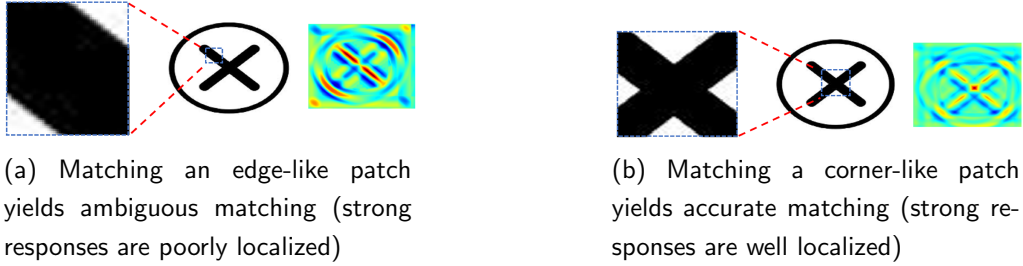 (a) Matching an edge-like patch
yields ambiguous matching (strong
responses are poorly localized)
(b) Matching a corner-like patch
yields accurate matching (strong re-
sponses are well localized)